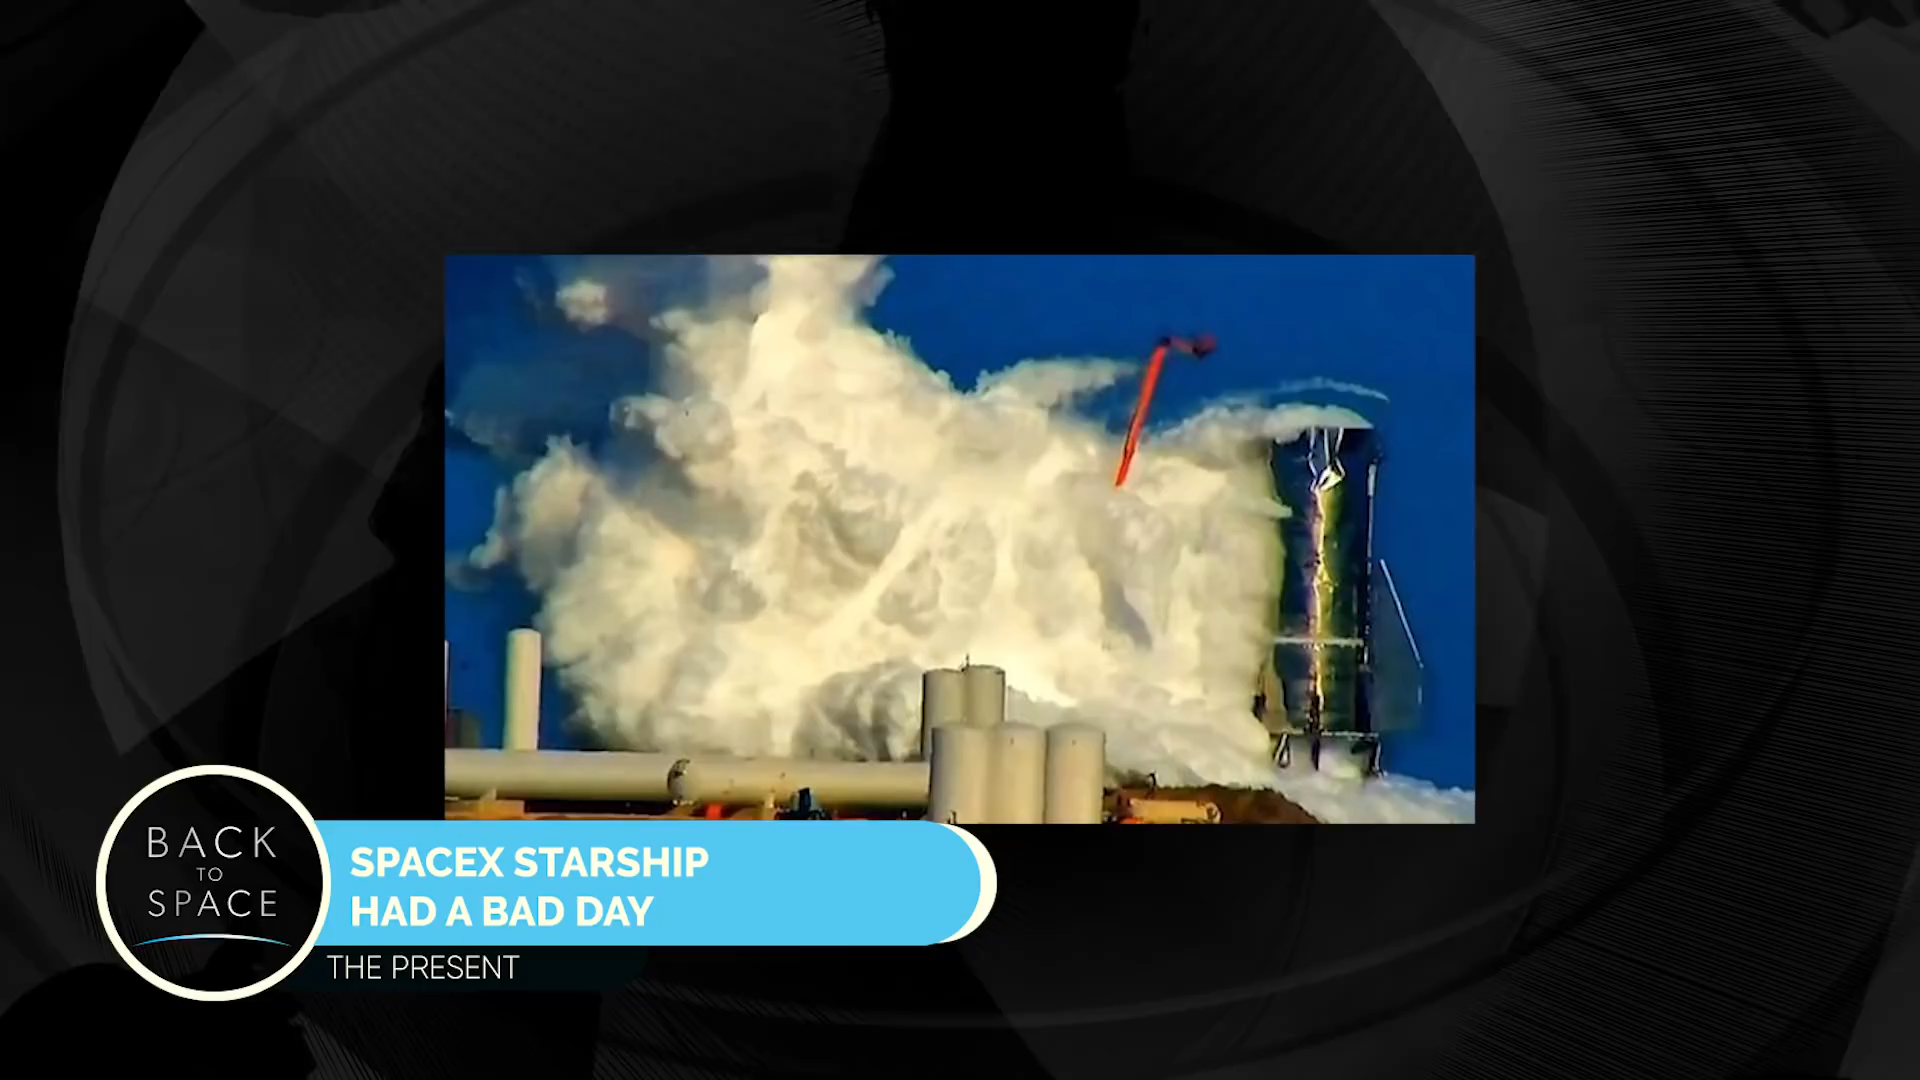 BACK
TO
SPACE
SPACEX STARSHIP
HAD A BAD DAY
THE PRESENT